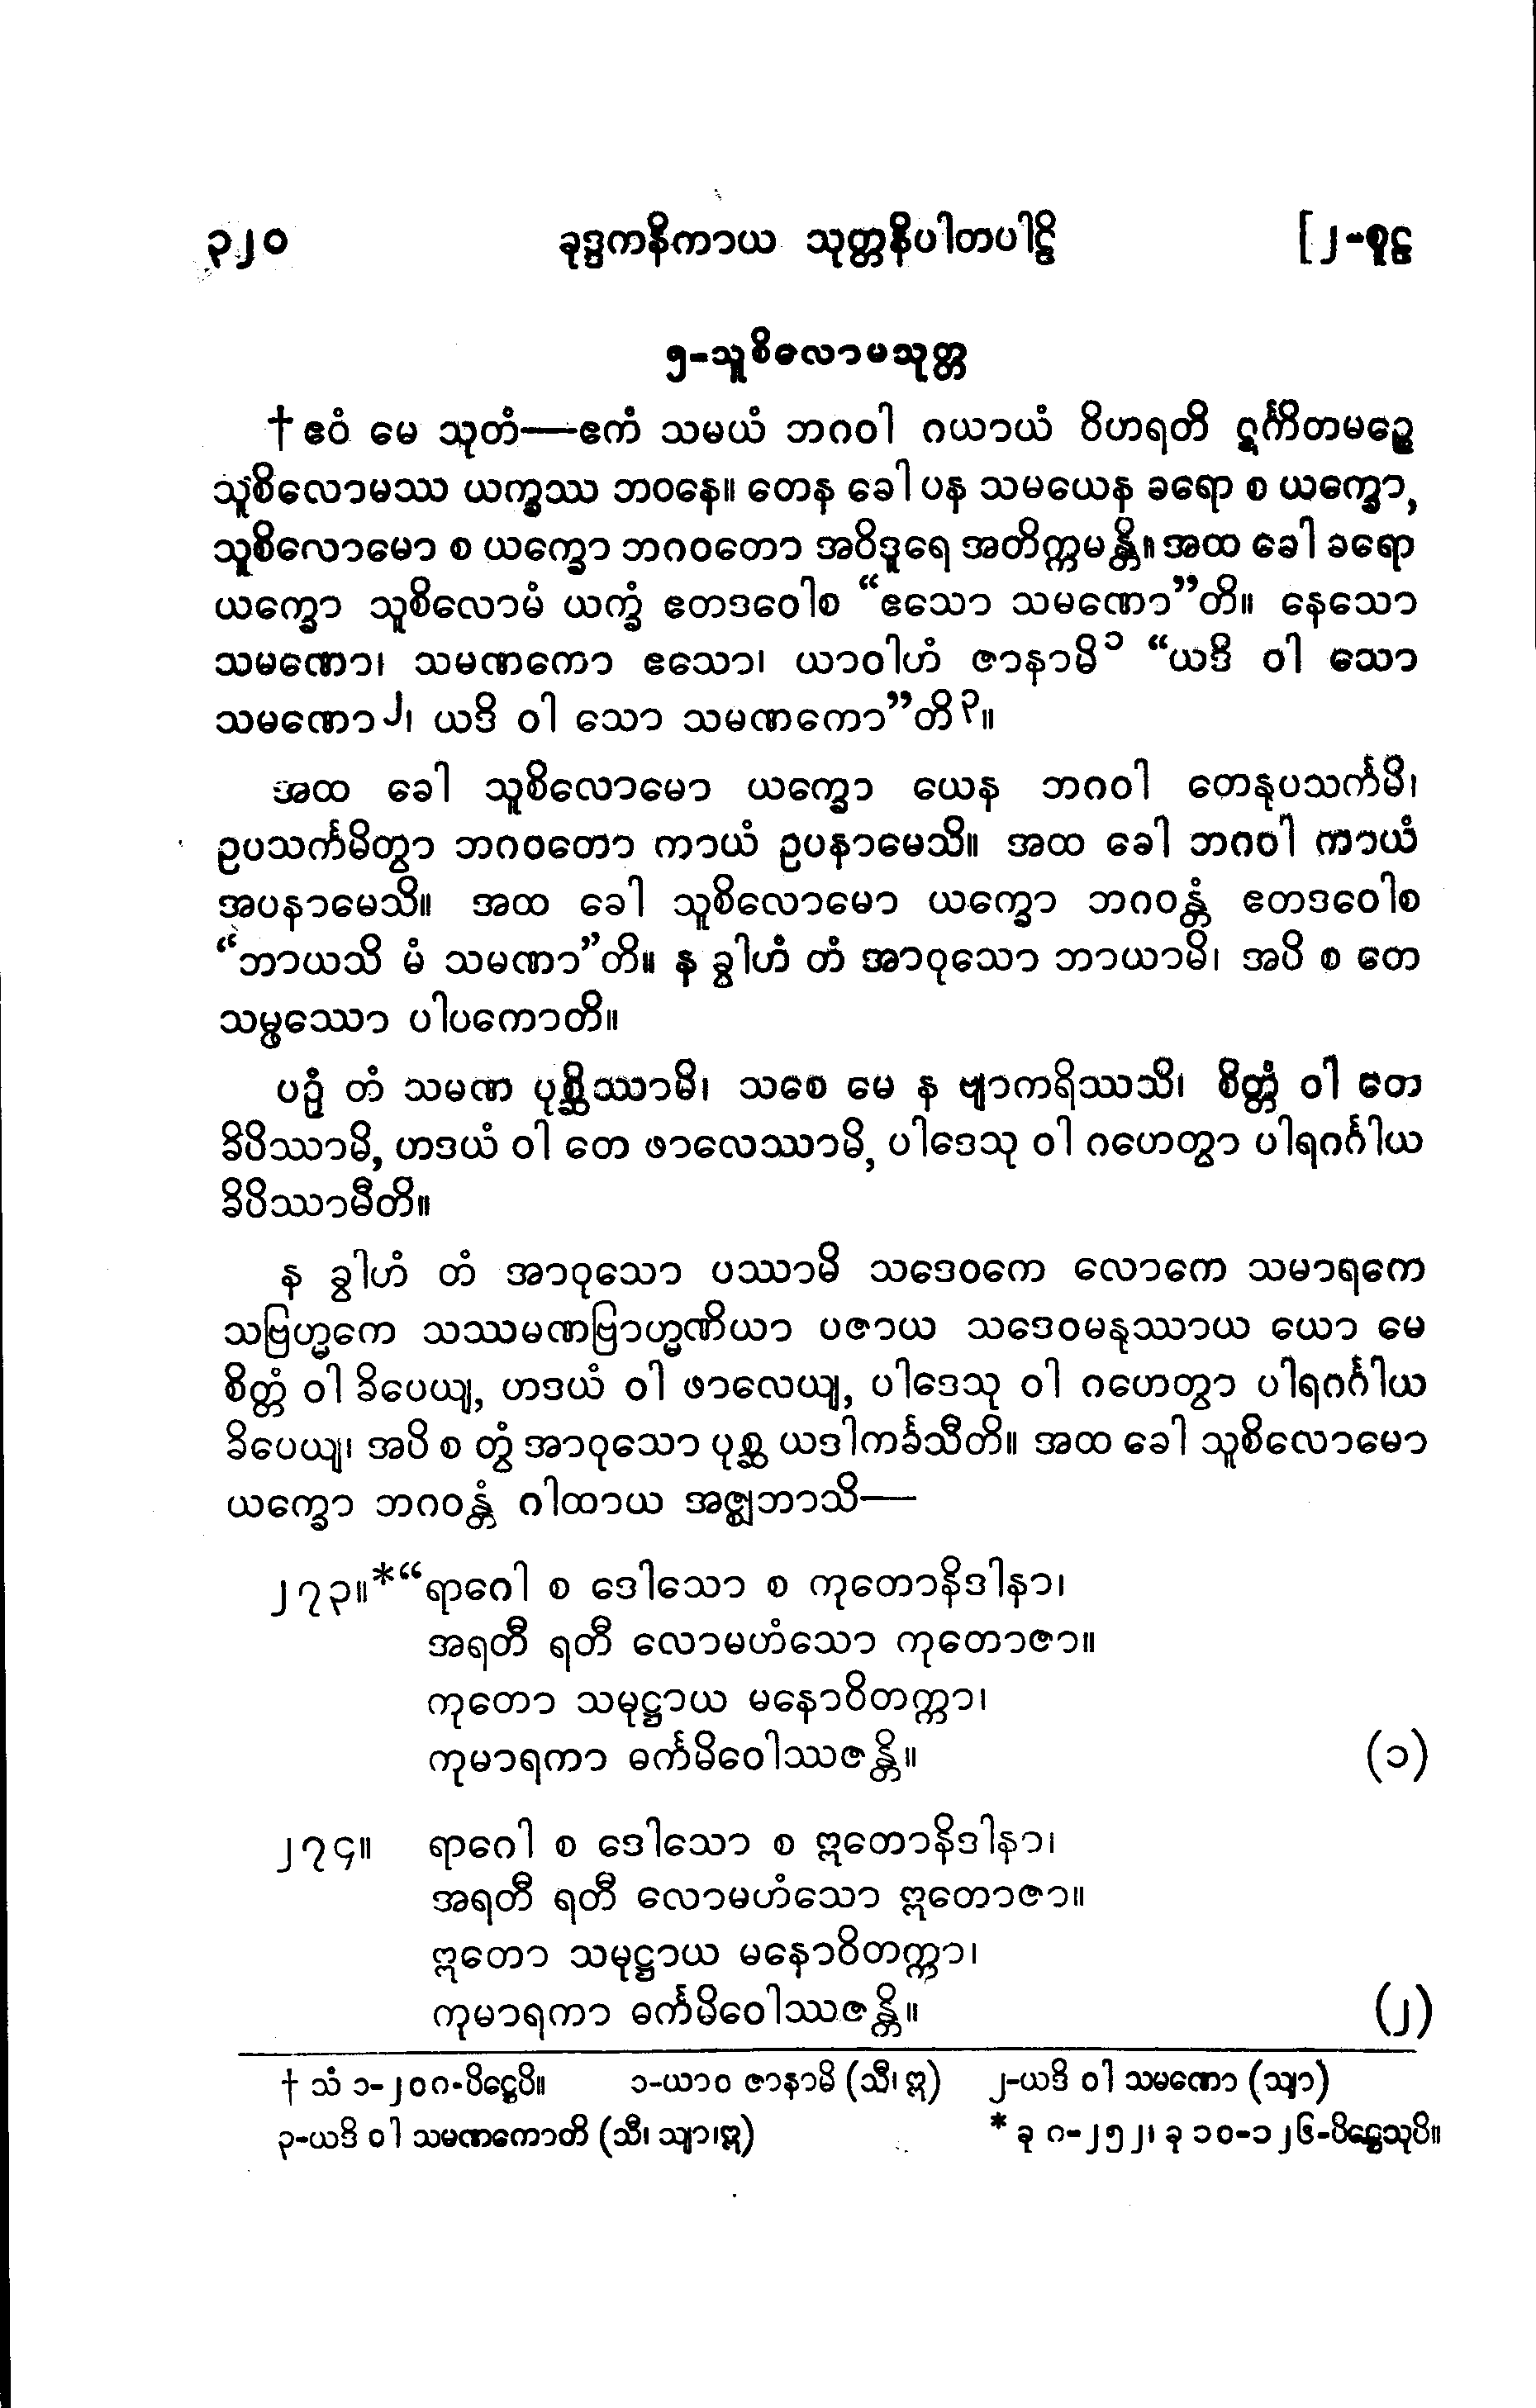 ၃၂၀ ခုဒ္ဒကနိကာယ သုတ္တနိပါတပါဠိ [၂-စူဠ
၅-သူစိလောမသုတ္တ
†ဧဝံ မေ သုတံ—ဧကံ သမယံ ဘဂဝါ ဂယာယံ ဝိဟရတိ ဋင်္ကိတမဉ္စေ
သူစိလောမဿ ယက္ခဿ ဘဝနေ။ တေန ခေါ ပန သမယေန ခရော စ ယက္ခော,
သူစိလောမော စ ယက္ခော ဘဂဝတော အဝိဒူရေ အတိက္ကမန္တိ။ အထ ခေါ ခရော
ယက္ခော သူစိလောမံ ယက္ခံ ဧတဒဝေါစ “ဧသော သမဏော”တိ။ နေသော
သမဏော၊ သမဏကော ဧသော၊ ယာဝါဟံ ဇာနာမိ၁ “ယဒိ ဝါ သော
သမဏော၂၊ ယဒိ ဝါ သော သမဏကော”တိ၃။
အထ ခေါ သူစိလောမော ယက္ခော ယေန ဘဂဝါ တေနုပသင်္ကမိ၊
ဥပသင်္ကမိတွာ ဘဂဝတော ကာယံ ဥပနာမေသိ။ အထ ခေါ ဘဂဝါ ကာယံ
အပနာမေသိ။ အထ ခေါ သူစိလောမော ယက္ခော ဘဂဝန္တံ ဧတဒဝေါစ
“ဘာယသိ မံ သမဏာ”တိ။ န ခွါဟံ တံ အာဝုသော ဘာယာမိ၊ အပိ စ တေ
သမ္ဖဿော ပါပကောတိ။
ပဉှံ တံ သမဏ ပုစ္ဆိဿာမိ၊ သစေ မေ န ဗျာကရိဿသိ၊ စိတ္တံ ဝါ တေ
ခိပိဿာမိ, ဟဒယံ ဝါ တေ ဖာလေဿာမိ, ပါဒေသု ဝါ ဂဟေတွာ ပါရဂင်္ဂါယ
ခိပိဿာမီတိ။
န ခွါဟံ တံ အာဝုသော ပဿာမိ သဒေဝကေ လောကေ သမာရကေ
သဗြဟ္မကေ သဿမဏဗြာဟ္မဏိယာ ပဇာယ သဒေဝမနုဿာယ ယော မေ
စိတ္တံ ဝါ ခိပေယျ, ဟဒယံ ဝါ ဖာလေယျ, ပါဒေသု ဝါ ဂဟေတွာ ပါရဂင်္ဂါယ
ခိပေယျ၊ အပိ စ တွံ အာဝုသော ပုစ္ဆ ယဒါကင်္ခသီတိ။ အထ ခေါ သူစိလောမော
ယက္ခော ဘဂဝန္တံ ဂါထာယ အဇ္ဈဘာသိ—
၂၇၃။*“ရာဂေါ စ ဒေါသော စ ကုတောနိဒါနာ၊
အရတီ ရတီ လောမဟံသော ကုတောဇာ။
ကုတော သမုဋ္ဌာယ မနောဝိတက္ကာ၊
ကုမာရကာ ဓင်္ကမိဝေါဿဇန္တိ။ (၁)
၂၇၄။ ရာဂေါ စ ဒေါသော စ ဣတောနိဒါနာ၊
အရတီ ရတီ လောမဟံသော ဣတောဇာ။
ဣတော သမုဋ္ဌာယ မနောဝိတက္ကာ၊
ကုမာရကာ ဓင်္ကမိဝေါဿဇန္တိ။ (၂)
† သံ ၁-၂၀၈-ပိဋ္ဌေပိ။ ၁-ယာဝ ဇာနာမိ (သီ၊ ဣ) ၂-ယဒိ ဝါ သမဏော (သျာ)
၃-ယဒိ ဝါ သမဏကောတိ (သီ၊ သျာ၊ဣ) * ခု ၈-၂၅၂၊ ခု ၁၀-၁၂၆-ပိဋ္ဌေသုပိ။